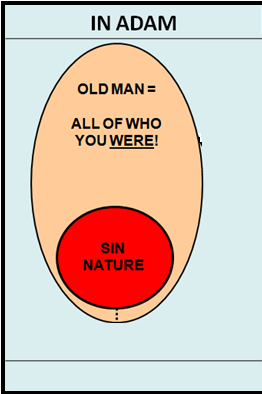 IN ADAM
OLD MAN =
ALL OF WHO
YOU WERE!
SIN
NATURE